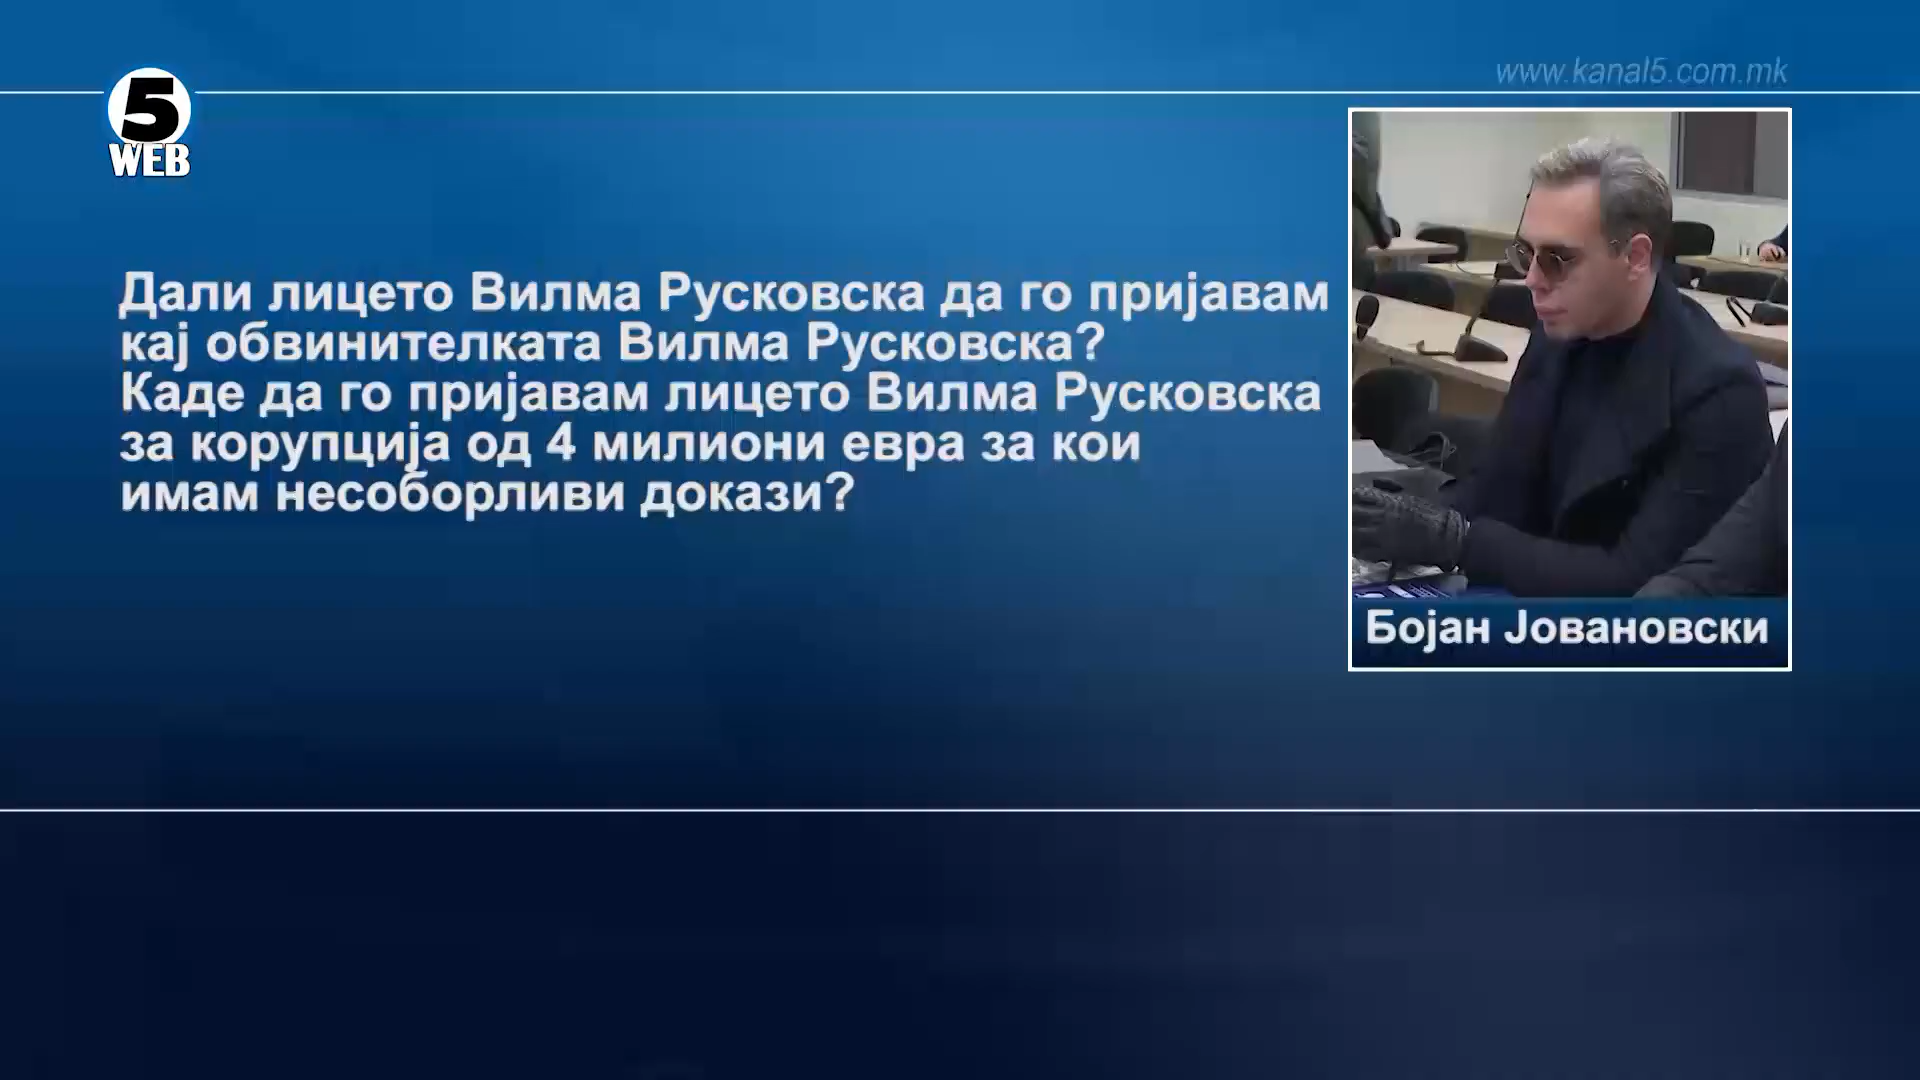 www.kanal5.com.mk
5
WEB
Дали лицето Вилма Русковска да го пријавам
кај обвинителката Вилма Русковска?
Каде да го пријавам лицето Вилма Русковска
за корупција од 4 милиони евра за кои
имам несоборливи докази?
Бојан Јовановски